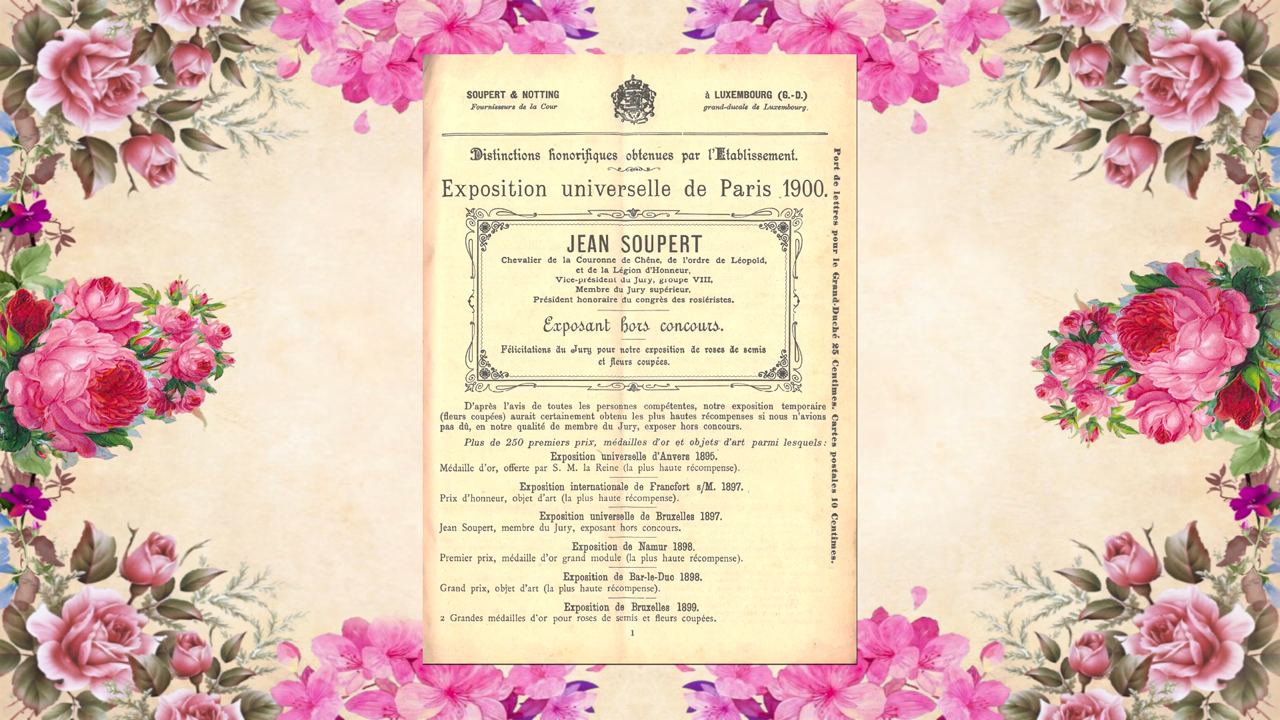 SOUPERT & NOTTING
Fournisseurs de la Cour
à LUXEMBOURG (G.-D.)
grand-ducale de Luxembourg.
Distinctions honorifiques obtenues par l'Etablissement.
Exposition universelle de Paris 1900.
JEAN SOUPERT
Chevalier de la Couronne de Chêne, de l'ordre de Léopold,
et de la Légion d'Honneur,
Vice-président du Jury, groupe VIII,
Membre du Jury supérieur,
Président honoraire du congrès des rosiéristes.
Exposant hors concours.
Félicitations du Jury pour notre exposition de roses de semis
et fleurs coupées.
D'après l'avis de toutes les personnes compétentes, notre exposition temporaire
(fleurs coupées) aurait certainement obtenu les plus hautes récompenses si nous n'avions
pas dû, en notre qualité de membre du Jury, exposer hors concours.
Plus de 250 premiers prix, médailles d'or et objets d'art parmi lesquels:
Exposition universelle d'Anvers 1895.
Médaille d'or, offerte par S. M. la Reine (la plus haute récompense).
Exposition internationale de Francfort s/M. 1897.
Prix d'honneur, objet d'art (la plus haute récompense).
Exposition universelle de Bruxelles 1897.
Jean Soupert, membre du Jury, exposant hors concours.
Exposition de Namur 1898.
Premier prix, médaille d'or grand module (la plus haute récompense).
Exposition de Bar-le-Duc 1898.
Grand prix, objet d'art (la plus haute récompense).
Exposition de Bruxelles 1899.
2 Grandes médailles d'or pour roses de semis et fleurs coupées.
1
Port de lettres pour le Grand-Duché 25 Centimes. Cartes postales 10 Centimes.